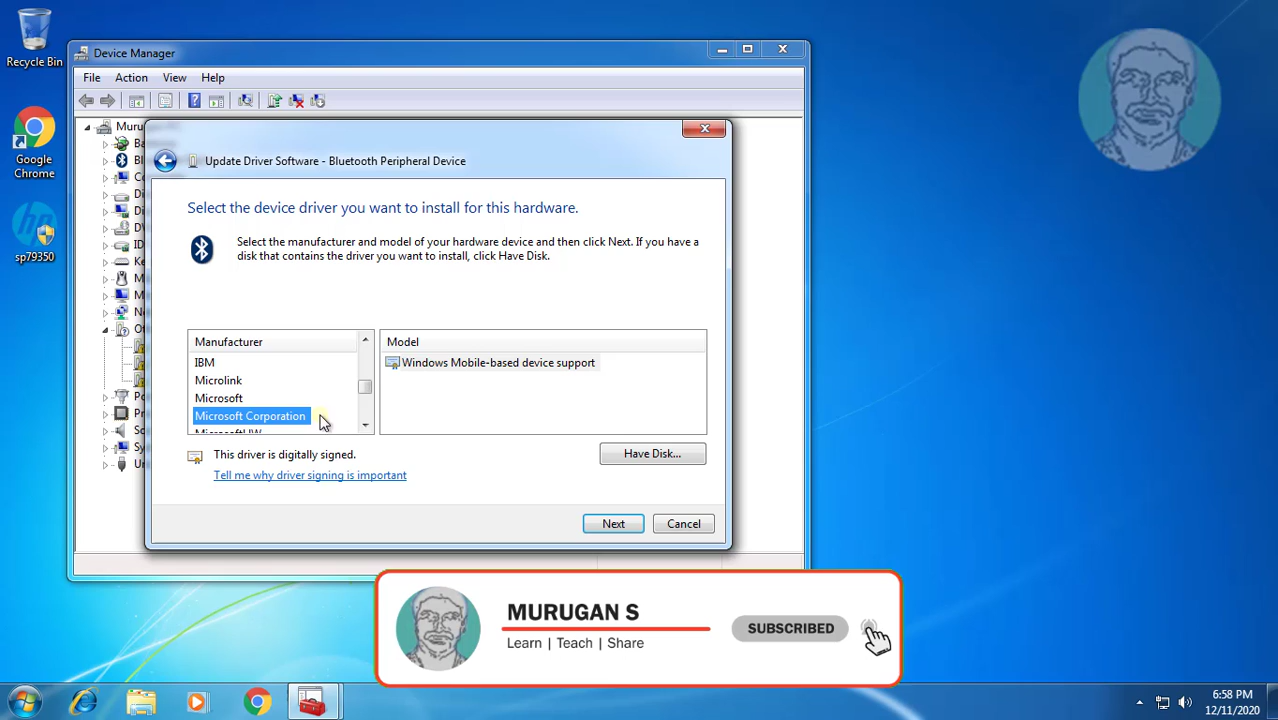 Recycle Bin
Google
Chrome
sp79350
Device Manager
File Action View Help
Update Driver Software - Bluetooth Peripheral Device
Select the device driver you want to install for this hardware.
Select the manufacturer and model of your hardware device and then click Next. If you have a
disk that contains the driver you want to install, click Have Disk.
Manufacturer
IBM
Microlink
Microsoft
Microsoft Corporation
Model
Windows Mobile-based device support
This driver is digitally signed.
Tell me why driver signing is important
Have Disk...
Next
Cancel
MURUGAN S
Learn | Teach | Share
SUBSCRIBED
6:58 PM
12/11/2020